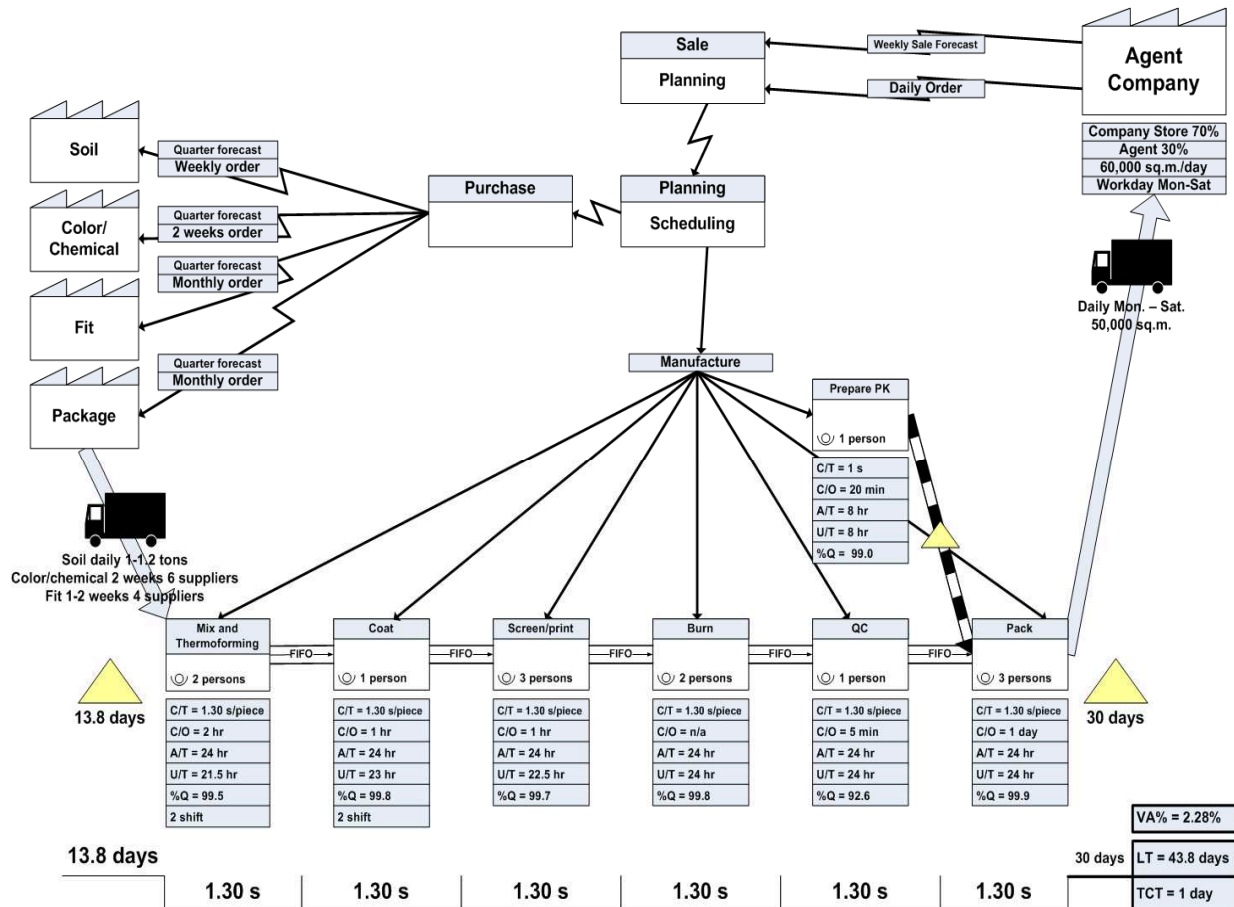 Sale
Planning
Weekly Sale Forecast
Daily Order
Agent
Company
Company Store 70%
Agent 30%
60,000 sq.m./day
Workday Mon-Sat
Soil
Quarter forecast
Weekly order
Color/
Chemical
Quarter forecast
2 weeks order
Quarter forecast
Monthly order
Fit
Quarter forecast
Monthly order
Package
Purchase
Planning
Scheduling
Daily Mon. – Sat.
50,000 sq.m.
Manufacture
Prepare PK
1 person
C/T = 1 s
C/O = 20 min
A/T = 8 hr
U/T = 8 hr
%Q = 99.0
Soil daily 1-1.2 tons
Color/chemical 2 weeks 6 suppliers
Fit 1-2 weeks 4 suppliers
13.8 days
Mix and
Thermoforming
2 persons
C/T = 1.30 s/piece
C/O = 2 hr
A/T = 24 hr
U/T = 21.5 hr
%Q = 99.5
2 shift
FIFO
Coat
1 person
C/T = 1.30 s/piece
C/O = 1 hr
A/T = 24 hr
U/T = 23 hr
%Q = 99.8
2 shift
FIFO
Screen/print
3 persons
C/T = 1.30 s/piece
C/O = 1 hr
A/T = 24 hr
U/T = 22.5 hr
%Q = 99.7
FIFO
Burn
2 persons
C/T = 1.30 s/piece
C/O = n/a
A/T = 24 hr
U/T = 24 hr
%Q = 99.8
FIFO
QC
1 person
C/T = 1.30 s/piece
C/O = 5 min
A/T = 24 hr
U/T = 24 hr
%Q = 92.6
FIFO
Pack
3 persons
C/T = 1.30 s/piece
C/O = 1 day
A/T = 24 hr
U/T = 24 hr
%Q = 99.9
30 days
13.8 days
1.30 s
1.30 s
1.30 s
1.30 s
1.30 s
1.30 s
30 days
VA% = 2.28%
LT = 43.8 days
TCT = 1 day